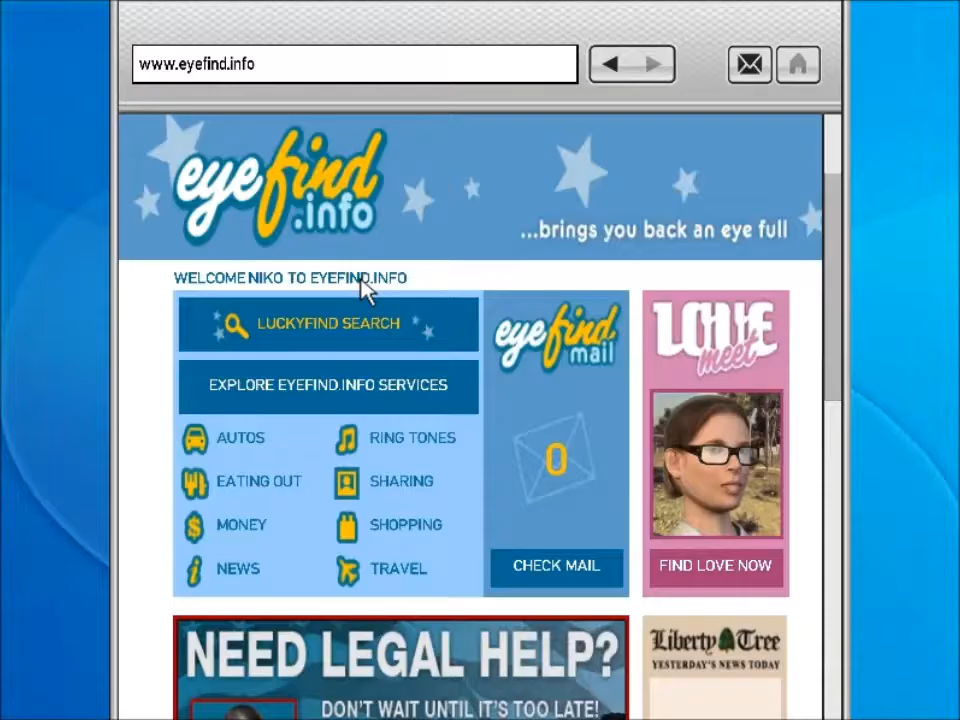 www.eyefind.info
eyefind
.info
...brings you back an eye full
WELCOME NIKO TO EYEFIND.INFO
LUCKYFIND SEARCH
EXPLORE EYEFIND.INFO SERVICES
AUTOS
RING TONES
EATING OUT
SHARING
MONEY
SHOPPING
NEWS
TRAVEL
eyefind
mail
0
CHECK MAIL
LOVE
meet
FIND LOVE NOW
NEED LEGAL HELP?
DON'T WAIT UNTIL IT'S TOO LATE!
Liberty Tree
YESTERDAY'S NEWS TODAY